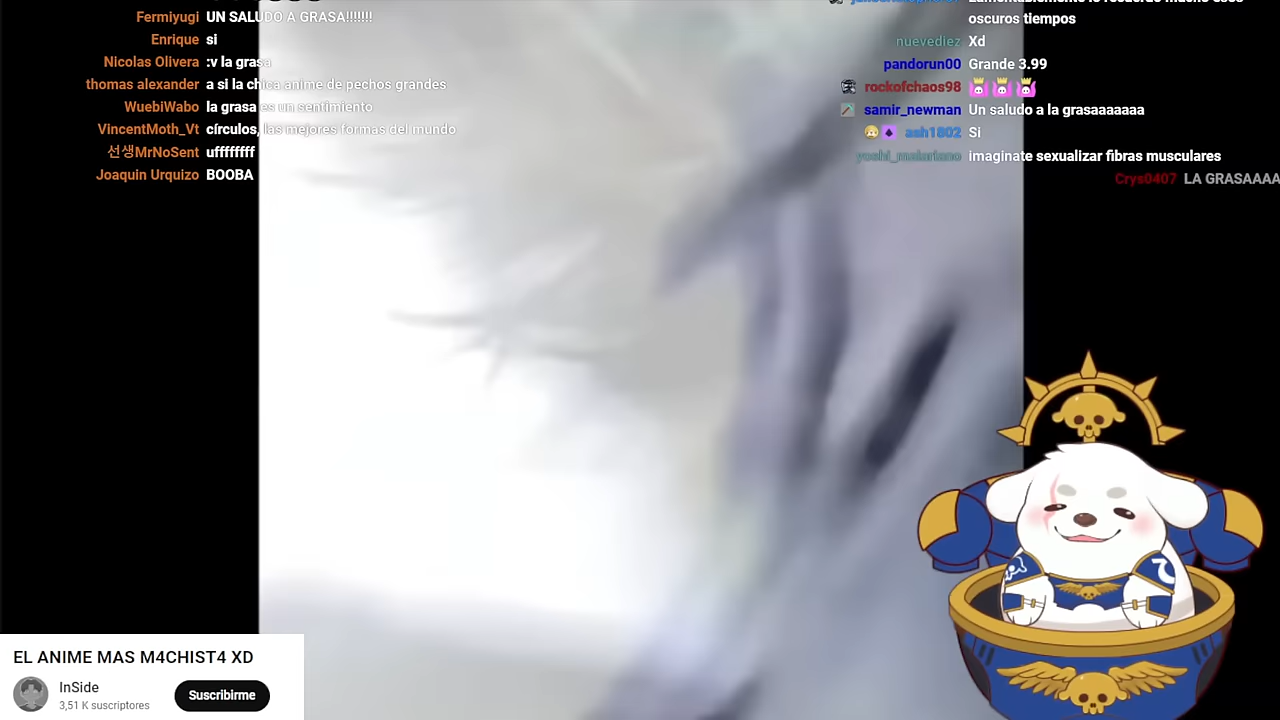 Fermiyugi UN SALUDO A GRASA!!!!!!!
Enrique si
Nicolas Olivera :v la grasa
thomas alexander a si la chica anime de pechos grandes
WuebiWabo la grasa es un sentimiento
VincentMoth_Vt círculos, las mejores formas del mundo
선생MrNoSent ufffffff
Joaquin Urquizo BOOBA
oscuros tiempos
nuevediez Xd
pandorun00 Grande 3.99
rockofchaos98
samir_newman Un saludo a la grasaaaaaaa
ash1802 Si
yoshi_malariano imaginate sexualizar fibras musculares
Crys0407 LA GRASAAAA
EL ANIME MAS M4CHIST4 XD
InSide
3,51 K suscriptores
Suscribirme